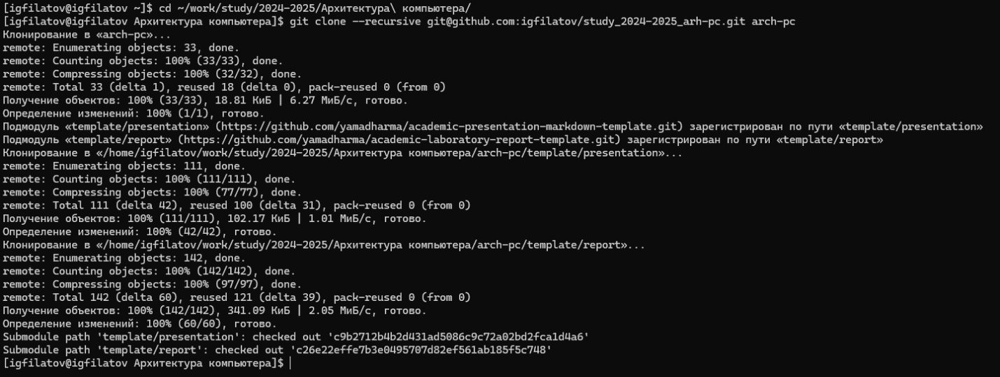 [igfilatov@igfilatov ~]$ cd ~/work/study/2024-2025/Архитектура\ компьютера/
[igfilatov@igfilatov Архитектура компьютера]$ git clone --recursive git@github.com:igfilatov/study_2024-2025_arh-pc.git arch-pc
Клонирование в «arch-pc»...
remote: Enumerating objects: 33, done.
remote: Counting objects: 100% (33/33), done.
remote: Compressing objects: 100% (32/32), done.
remote: Total 33 (delta 1), reused 18 (delta 0), pack-reused 0 (from 0)
Получение объектов: 100% (33/33), 18.81 КиБ | 6.27 МиБ/с, готово.
Определение изменений: 100% (1/1), готово.
Подмодуль «template/presentation» (https://github.com/yamadharma/academic-presentation-markdown-template.git) зарегистрирован по пути «template/presentation»
Подмодуль «template/report» (https://github.com/yamadharma/academic-laboratory-report-template.git) зарегистрирован по пути «template/report»
Клонирование в «/home/igfilatov/work/study/2024-2025/Архитектура компьютера/arch-pc/template/presentation»...
remote: Enumerating objects: 111, done.
remote: Counting objects: 100% (111/111), done.
remote: Compressing objects: 100% (77/77), done.
remote: Total 111 (delta 42), reused 100 (delta 31), pack-reused 0 (from 0)
Получение объектов: 100% (111/111), 102.17 КиБ | 1.01 МиБ/с, готово.
Определение изменений: 100% (42/42), готово.
Клонирование в «/home/igfilatov/work/study/2024-2025/Архитектура компьютера/arch-pc/template/report»...
remote: Enumerating objects: 142, done.
remote: Counting objects: 100% (142/142), done.
remote: Compressing objects: 100% (97/97), done.
remote: Total 142 (delta 60), reused 121 (delta 39), pack-reused 0 (from 0)
Получение объектов: 100% (142/142), 341.09 КиБ | 2.05 МиБ/с, готово.
Определение изменений: 100% (60/60), готово.
Submodule path 'template/presentation': checked out 'c9b2712b4b2d431ad5086c9c72a02bd2fca1d4a6'
Submodule path 'template/report': checked out 'c26e22effe7b3e0495707d82ef561ab185f5c748'
[igfilatov@igfilatov Архитектура компьютера]$